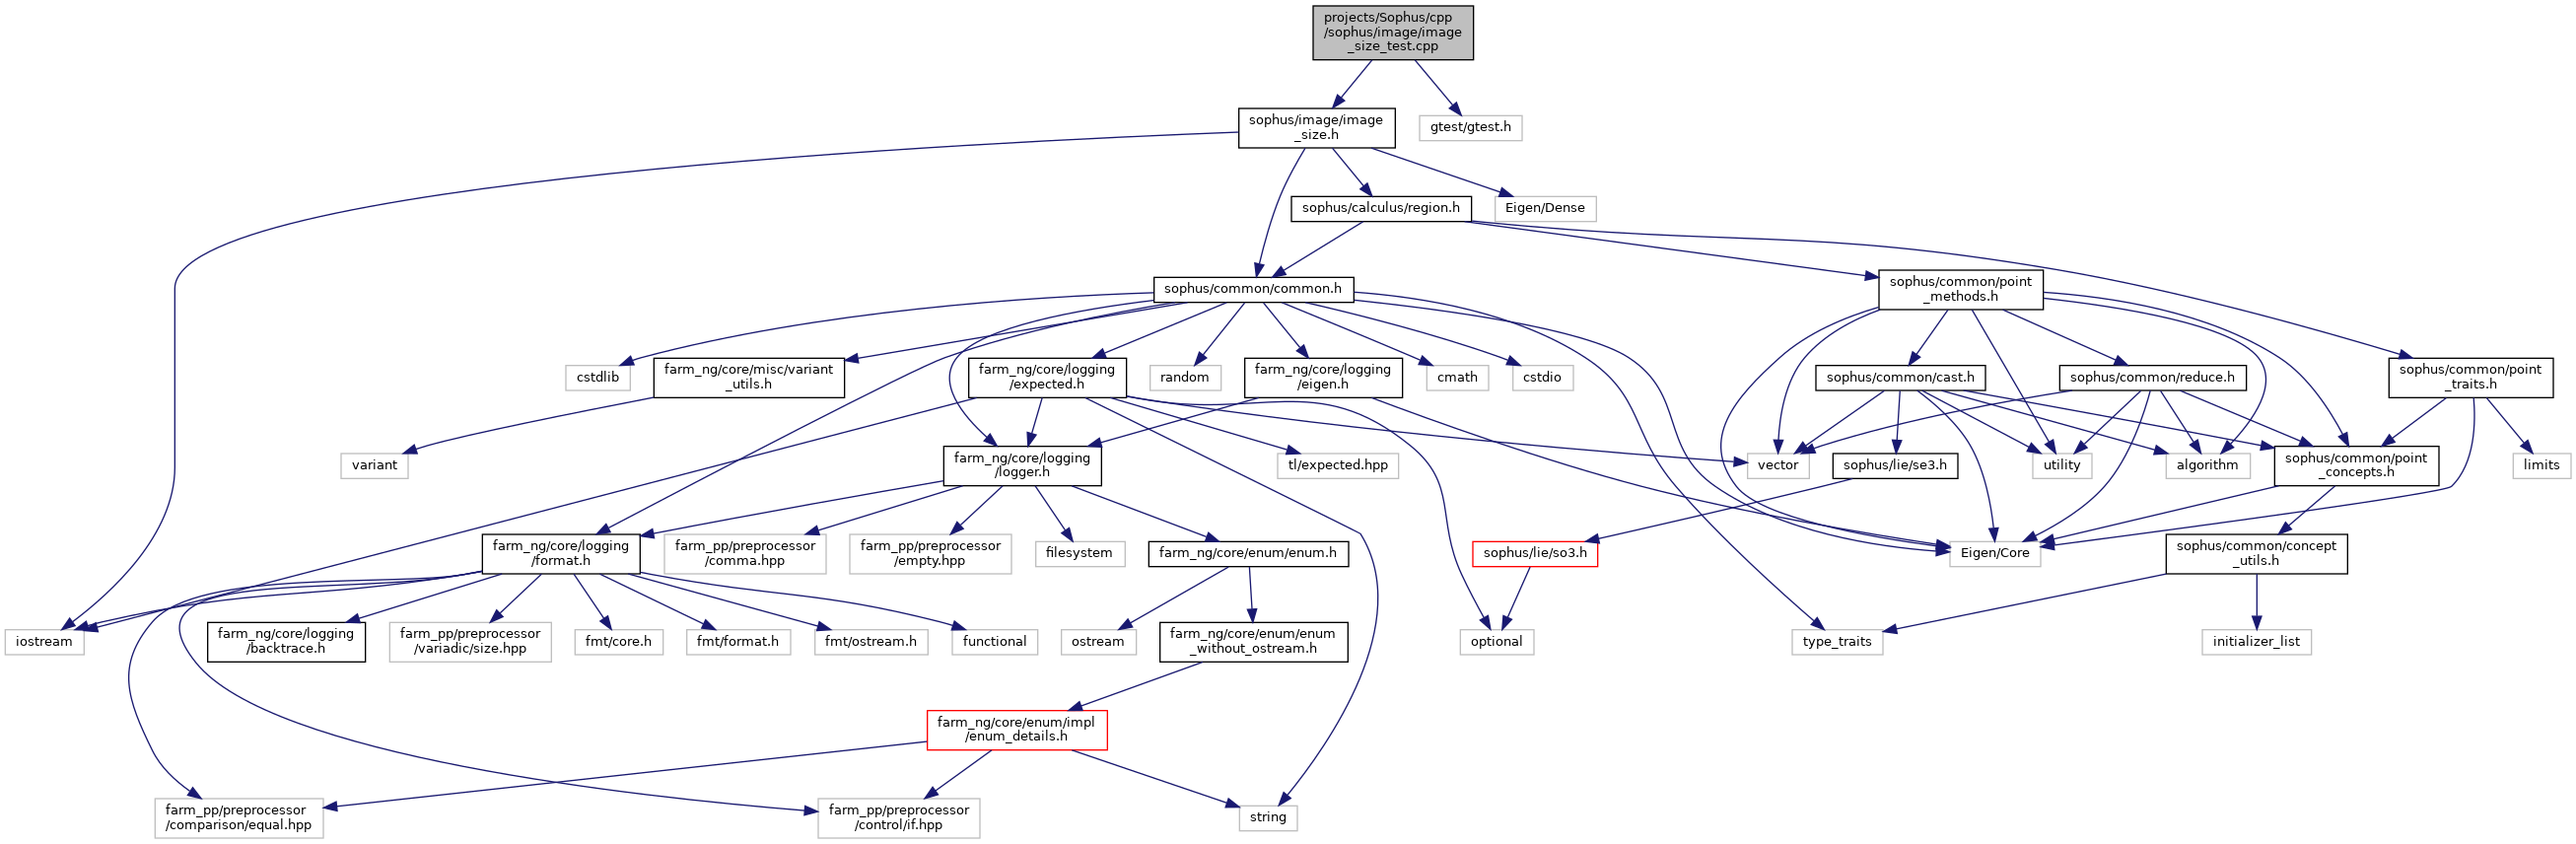 projects/Sophus/cpp
/sophus/image/image
_size_test.cpp
sophus/image/image
_size.h
gtest/gtest.h
sophus/calculus/region.h
Eigen/Dense
sophus/common/common.h
sophus/common/point
_methods.h
cstdlib
farm_ng/core/misc/variant
_utils.h
farm_ng/core/logging
/expected.h
random
farm_ng/core/logging
/eigen.h
cmath
cstdio
sophus/common/cast.h
sophus/common/reduce.h
sophus/common/point
_traits.h
variant
farm_ng/core/logging
/logger.h
tl/expected.hpp
vector
sophus/lie/se3.h
utility
algorithm
sophus/common/point
_concepts.h
limits
farm_ng/core/logging
/format.h
farm_pp/preprocessor
/comma.hpp
farm_pp/preprocessor
/empty.hpp
filesystem
farm_ng/core/enum/enum.h
sophus/lie/so3.h
Eigen/Core
sophus/common/concept
_utils.h
iostream
farm_ng/core/logging
/backtrace.h
farm_pp/preprocessor
/variadic/size.hpp
fmt/core.h
fmt/format.h
fmt/ostream.h
functional
ostream
farm_ng/core/enum/enum
_without_ostream.h
optional
type_traits
initializer_list
farm_ng/core/enum/impl
/enum_details.h
farm_pp/preprocessor
/comparison/equal.hpp
farm_pp/preprocessor
/control/if.hpp
string